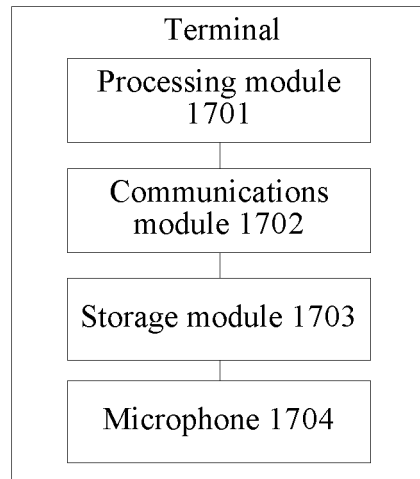 Terminal
Processing module
1701
Communications
module 1702
Storage module 1703
Microphone 1704